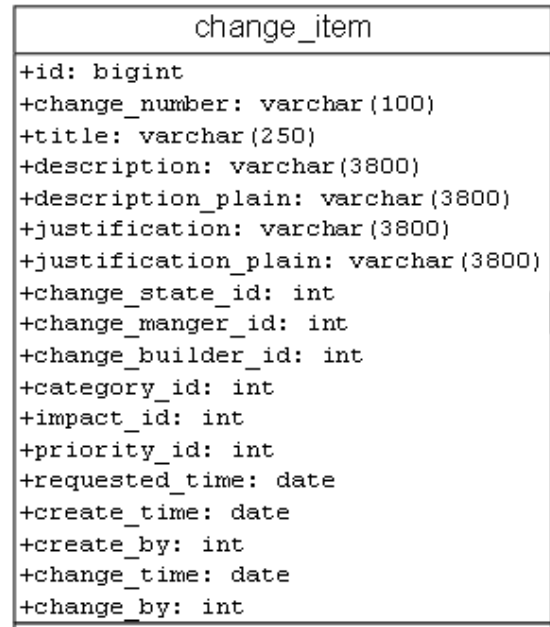 change_item
+id: bigint
+change_number: varchar(100)
+title: varchar(250)
+description: varchar(3800)
+description_plain: varchar(3800)
+justification: varchar(3800)
+justification_plain: varchar(3800)
+change_state_id: int
+change_manger_id: int
+change_builder_id: int
+category_id: int
+impact_id: int
+priority_id: int
+requested_time: date
+create_time: date
+create_by: int
+change_time: date
+change_by: int